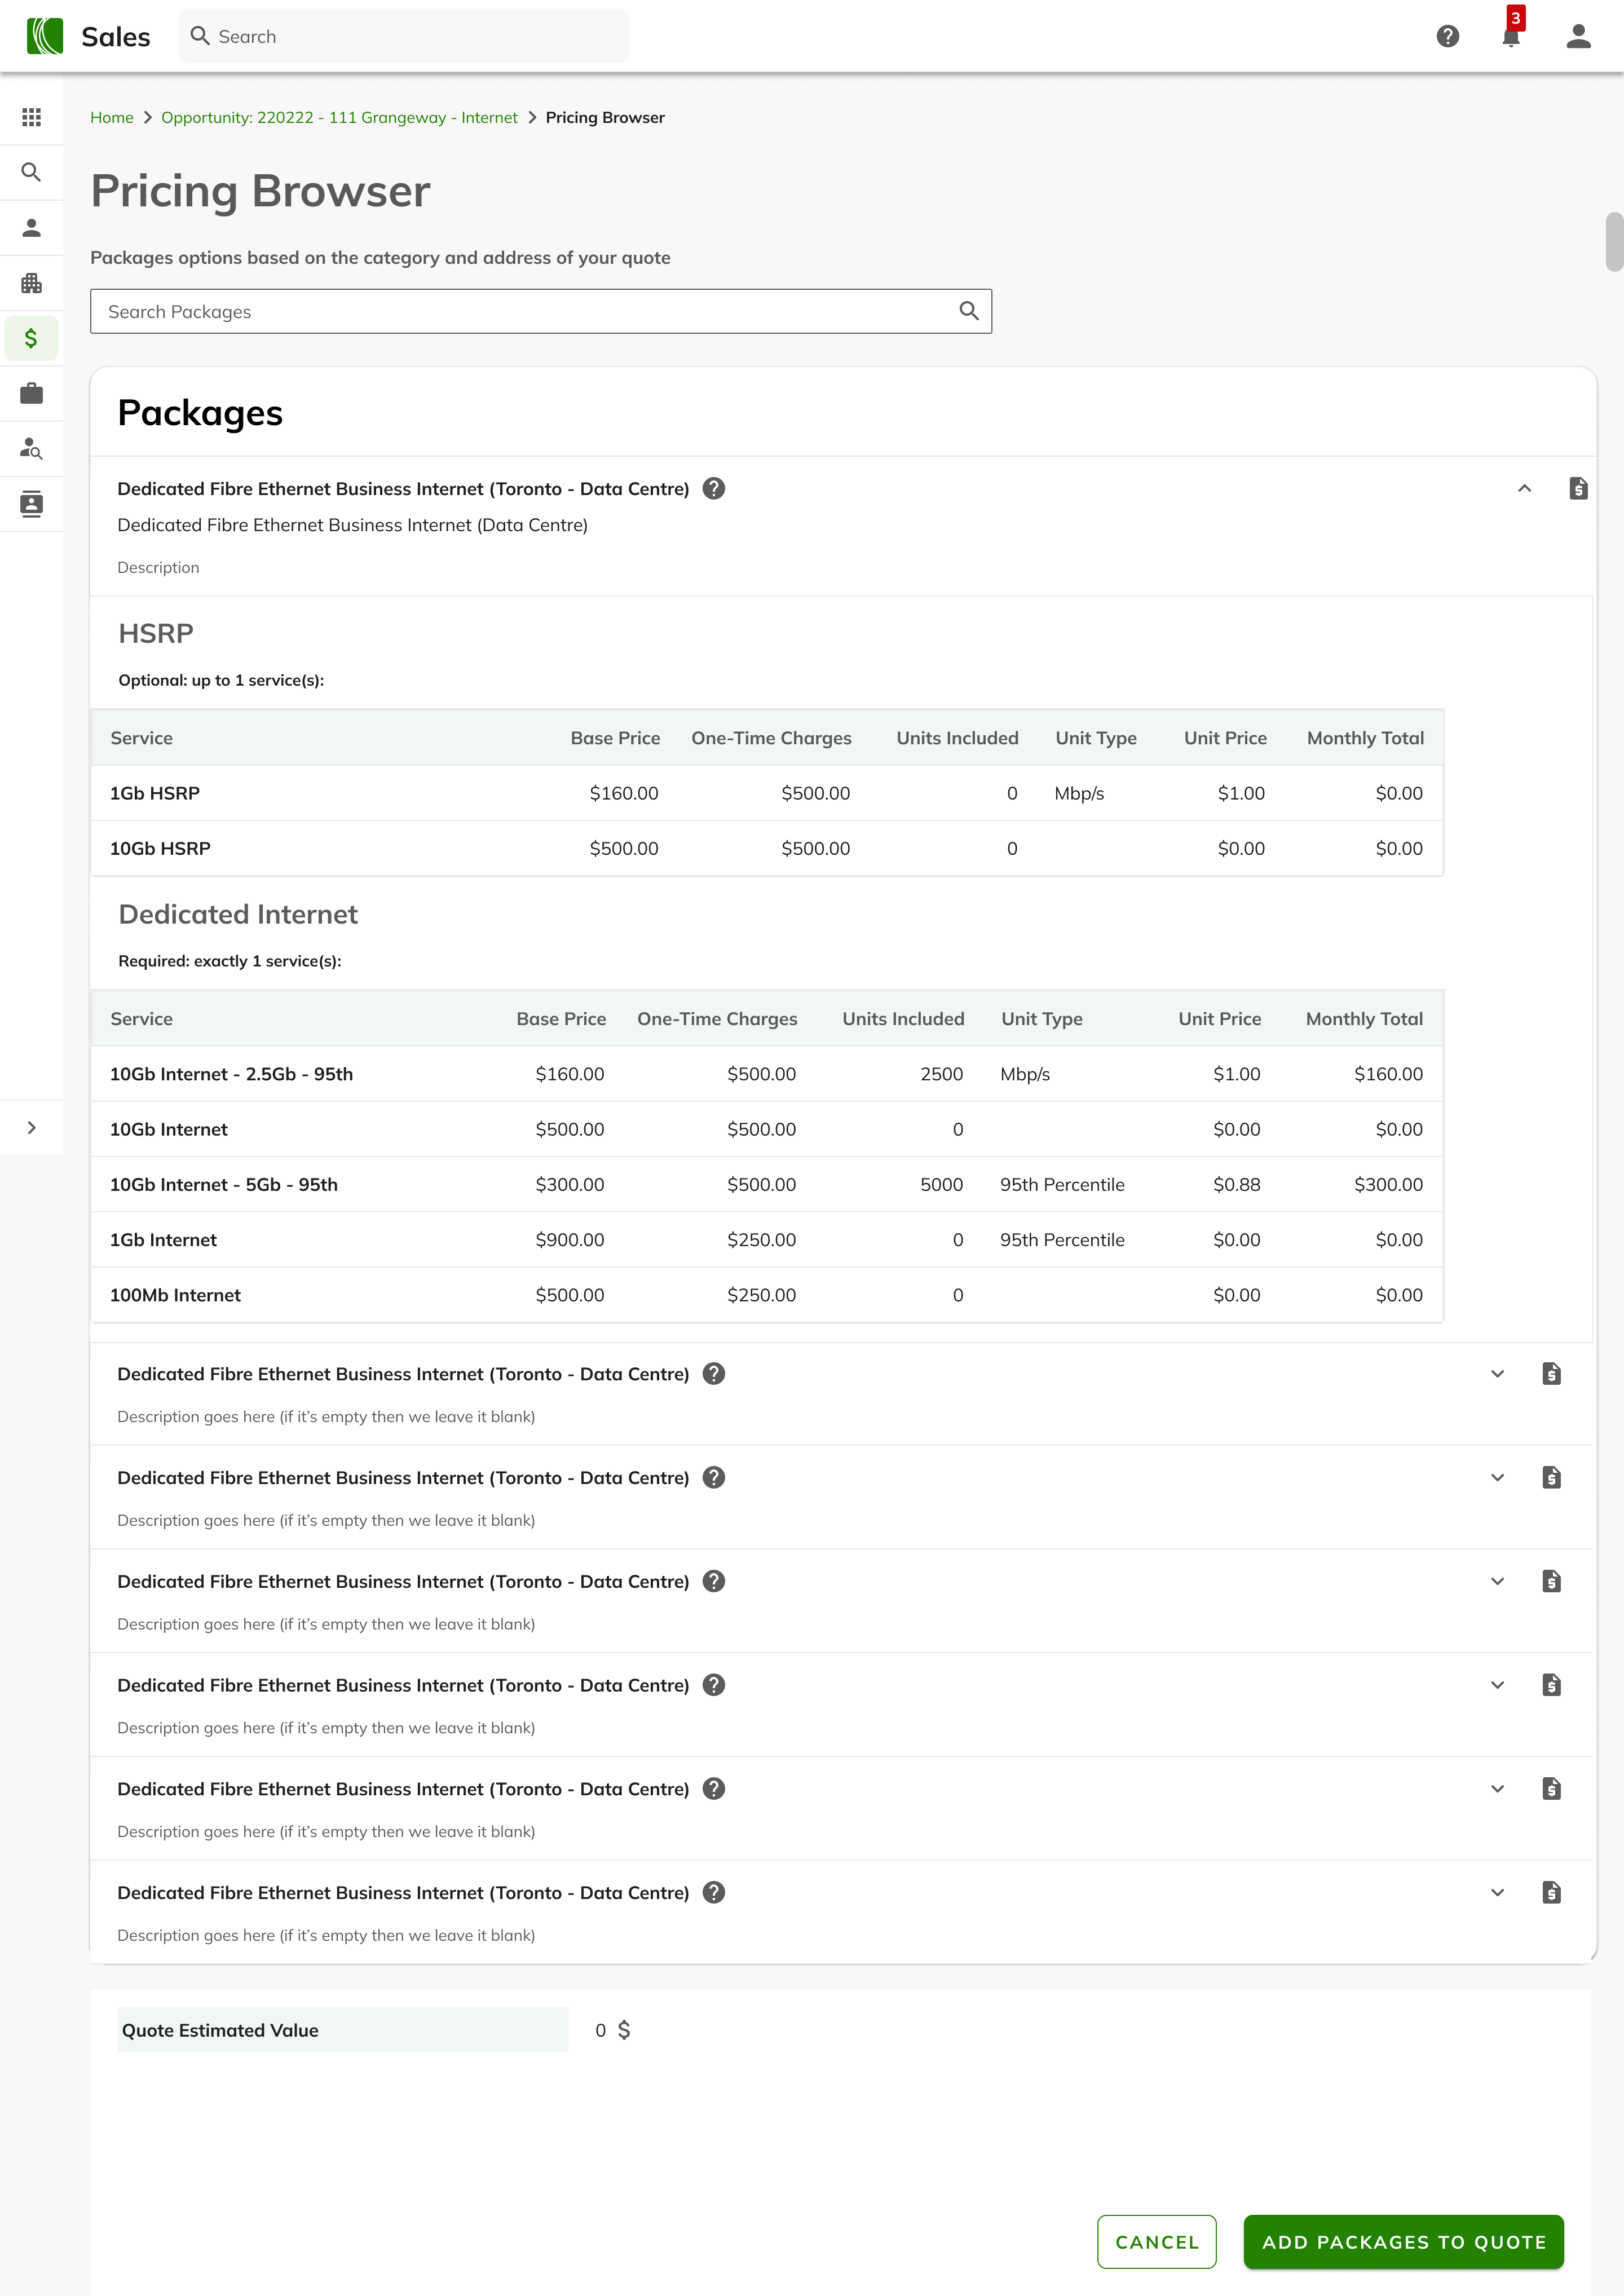 Sales
Search
3
Home > Opportunity: 220222 - 111 Grangeway - Internet > Pricing Browser
Pricing Browser
Packages options based on the category and address of your quote
Search Packages
Packages
Dedicated Fibre Ethernet Business Internet (Toronto - Data Centre)
Dedicated Fibre Ethernet Business Internet (Data Centre)
Description
HSRP
Optional: up to 1 service(s):
Service Base Price One-Time Charges Units Included Unit Type Unit Price Monthly Total
1Gb HSRP $160.00 $500.00 0 Mbp/s $1.00 $0.00
10Gb HSRP $500.00 $500.00 0 $0.00 $0.00
Dedicated Internet
Required: exactly 1 service(s):
Service Base Price One-Time Charges Units Included Unit Type Unit Price Monthly Total
10Gb Internet - 2.5Gb - 95th $160.00 $500.00 2500 Mbp/s $1.00 $160.00
10Gb Internet $500.00 $500.00 0 $0.00 $0.00
10Gb Internet - 5Gb - 95th $300.00 $500.00 5000 95th Percentile $0.88 $300.00
1Gb Internet $900.00 $250.00 0 95th Percentile $0.00 $0.00
100Mb Internet $500.00 $250.00 0 $0.00 $0.00
Dedicated Fibre Ethernet Business Internet (Toronto - Data Centre)
Description goes here (if it’s empty then we leave it blank)
Dedicated Fibre Ethernet Business Internet (Toronto - Data Centre)
Description goes here (if it’s empty then we leave it blank)
Dedicated Fibre Ethernet Business Internet (Toronto - Data Centre)
Description goes here (if it’s empty then we leave it blank)
Dedicated Fibre Ethernet Business Internet (Toronto - Data Centre)
Description goes here (if it’s empty then we leave it blank)
Dedicated Fibre Ethernet Business Internet (Toronto - Data Centre)
Description goes here (if it’s empty then we leave it blank)
Dedicated Fibre Ethernet Business Internet (Toronto - Data Centre)
Description goes here (if it’s empty then we leave it blank)
Quote Estimated Value 0 $
CANCEL ADD PACKAGES TO QUOTE